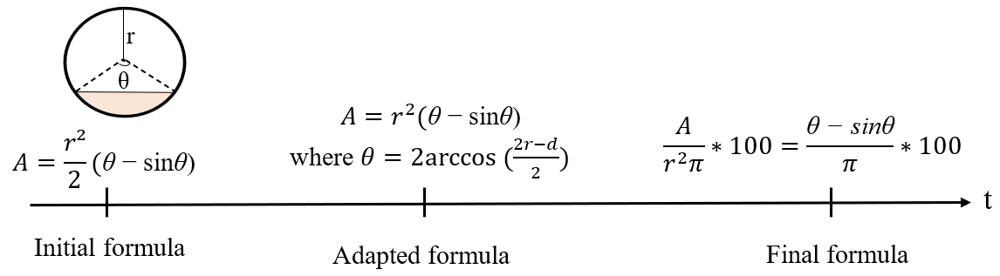 r
θ
A = r²/2 (θ − sinθ)
A = r²(θ − sinθ)
where θ = 2arccos ((2r−d)/2)
A/(r²π) * 100 = (θ − sinθ)/π * 100
t
Initial formula
Adapted formula
Final formula